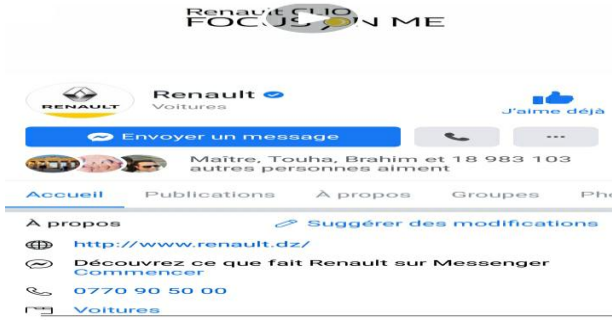 Renault CLIO
FOCUS ON ME
RENAULT
Renault
Voitures
J'aime déjà
Envoyer un message
Maître, Touha, Brahim et 18 983 103
autres personnes aiment
Accueil Publications À propos Groupes Pho
À propos
Suggérer des modifications
http://www.renault.dz/
Découvrez ce que fait Renault sur Messenger
Commencer
0770 90 50 00
Voitures